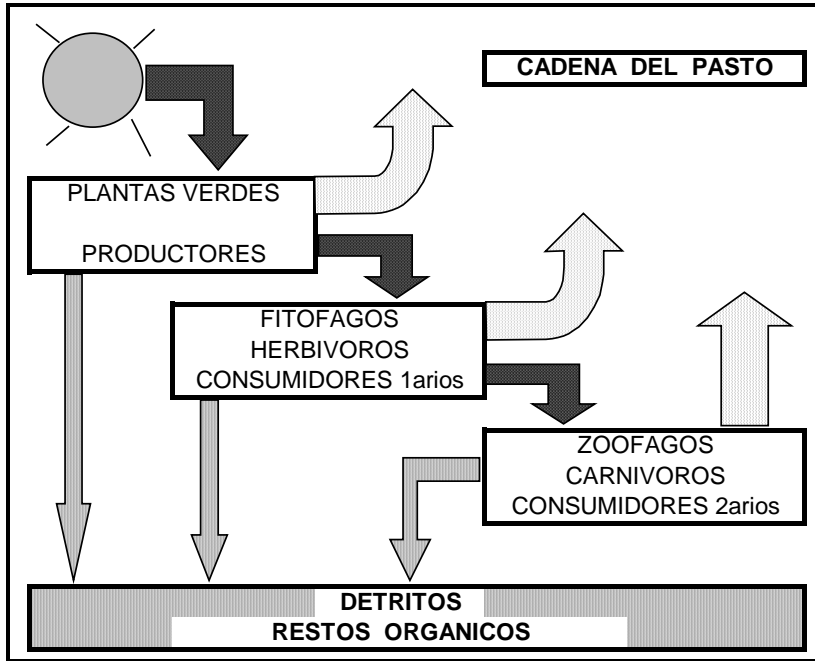 CADENA DEL PASTO
PLANTAS VERDES
PRODUCTORES
FITOFAGOS
HERBIVOROS
CONSUMIDORES 1arios
ZOOFAGOS
CARNIVOROS
CONSUMIDORES 2arios
DETRITOS
RESTOS ORGANICOS